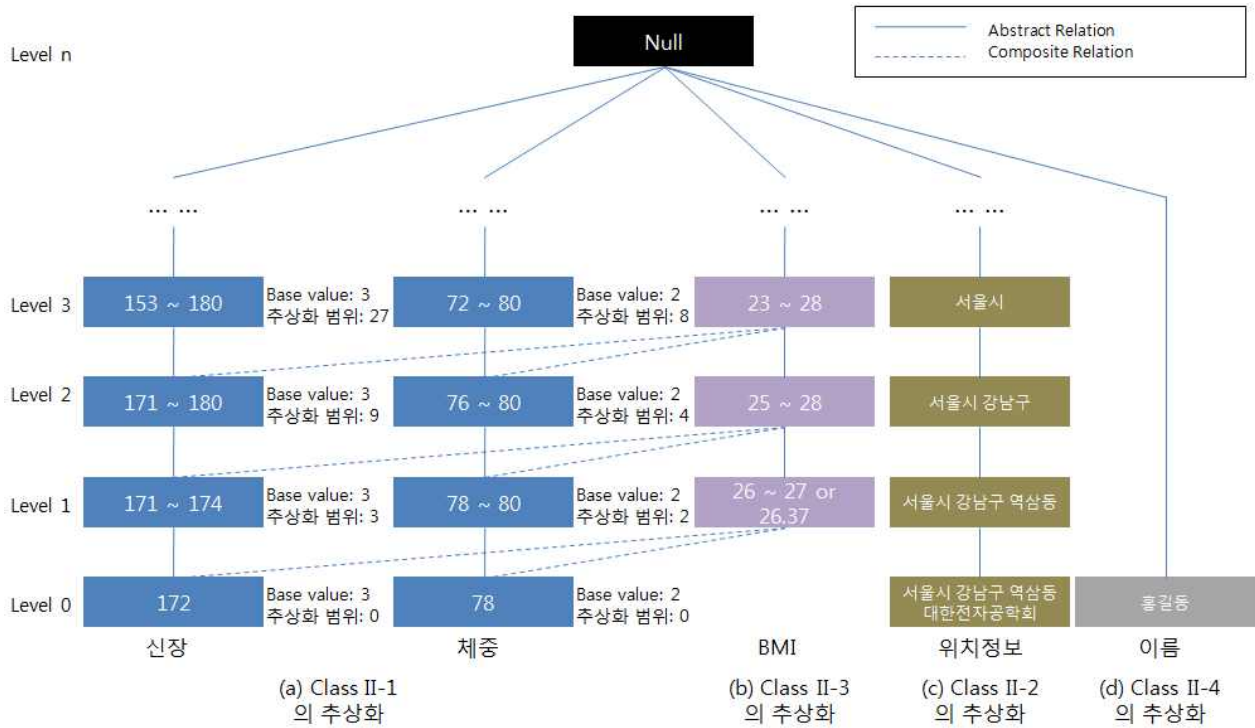 Level n
Null
Abstract Relation
Composite Relation
... ...
... ...
... ...
... ...
Level 3
153 ~ 180
Base value: 3
추상화 범위: 27
72 ~ 80
Base value: 2
추상화 범위: 8
23 ~ 28
서울시
Level 2
171 ~ 180
Base value: 3
추상화 범위: 9
76 ~ 80
Base value: 2
추상화 범위: 4
25 ~ 28
서울시 강남구
Level 1
171 ~ 174
Base value: 3
추상화 범위: 3
78 ~ 80
Base value: 2
추상화 범위: 2
26 ~ 27 or
26.37
서울시 강남구 역삼동
Level 0
172
Base value: 3
추상화 범위: 0
78
Base value: 2
추상화 범위: 0
서울시 강남구 역삼동
대한전자공학회
홍길동
신장
체중
BMI
위치정보
이름
(a) Class II-1
의 추상화
(b) Class II-3
의 추상화
(c) Class II-2
의 추상화
(d) Class II-4
의 추상화